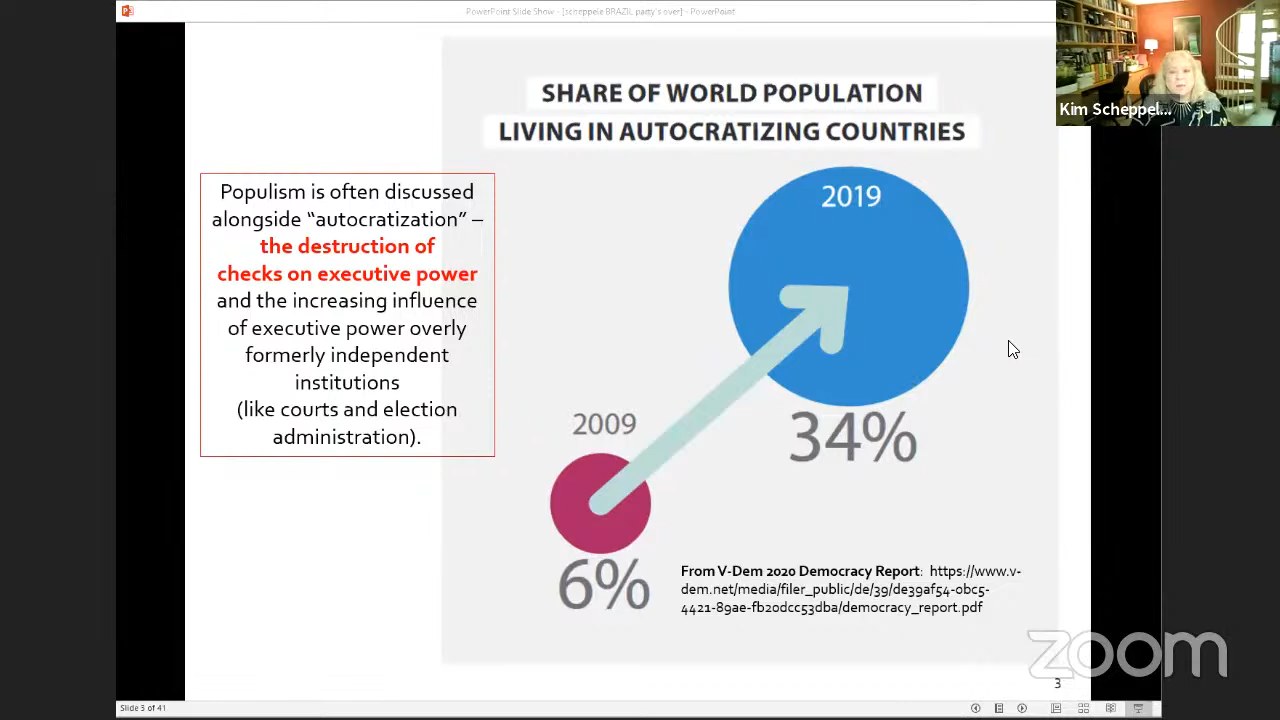 PowerPoint Slide Show - [scheppele BRAZIL party's over] - PowerPoint
Kim Scheppel...
SHARE OF WORLD POPULATION
LIVING IN AUTOCRATIZING COUNTRIES
Populism is often discussed
alongside “autocratization” –
the destruction of
checks on executive power
and the increasing influence
of executive power overly
formerly independent
institutions
(like courts and election
administration).
2019
34%
2009
6%
From V-Dem 2020 Democracy Report: https://www.v-
dem.net/media/filer_public/de/39/de39af54-0bc5-
4421-89ae-fb20dcc53dba/democracy_report.pdf
zoom
3
Slide 3 of 41